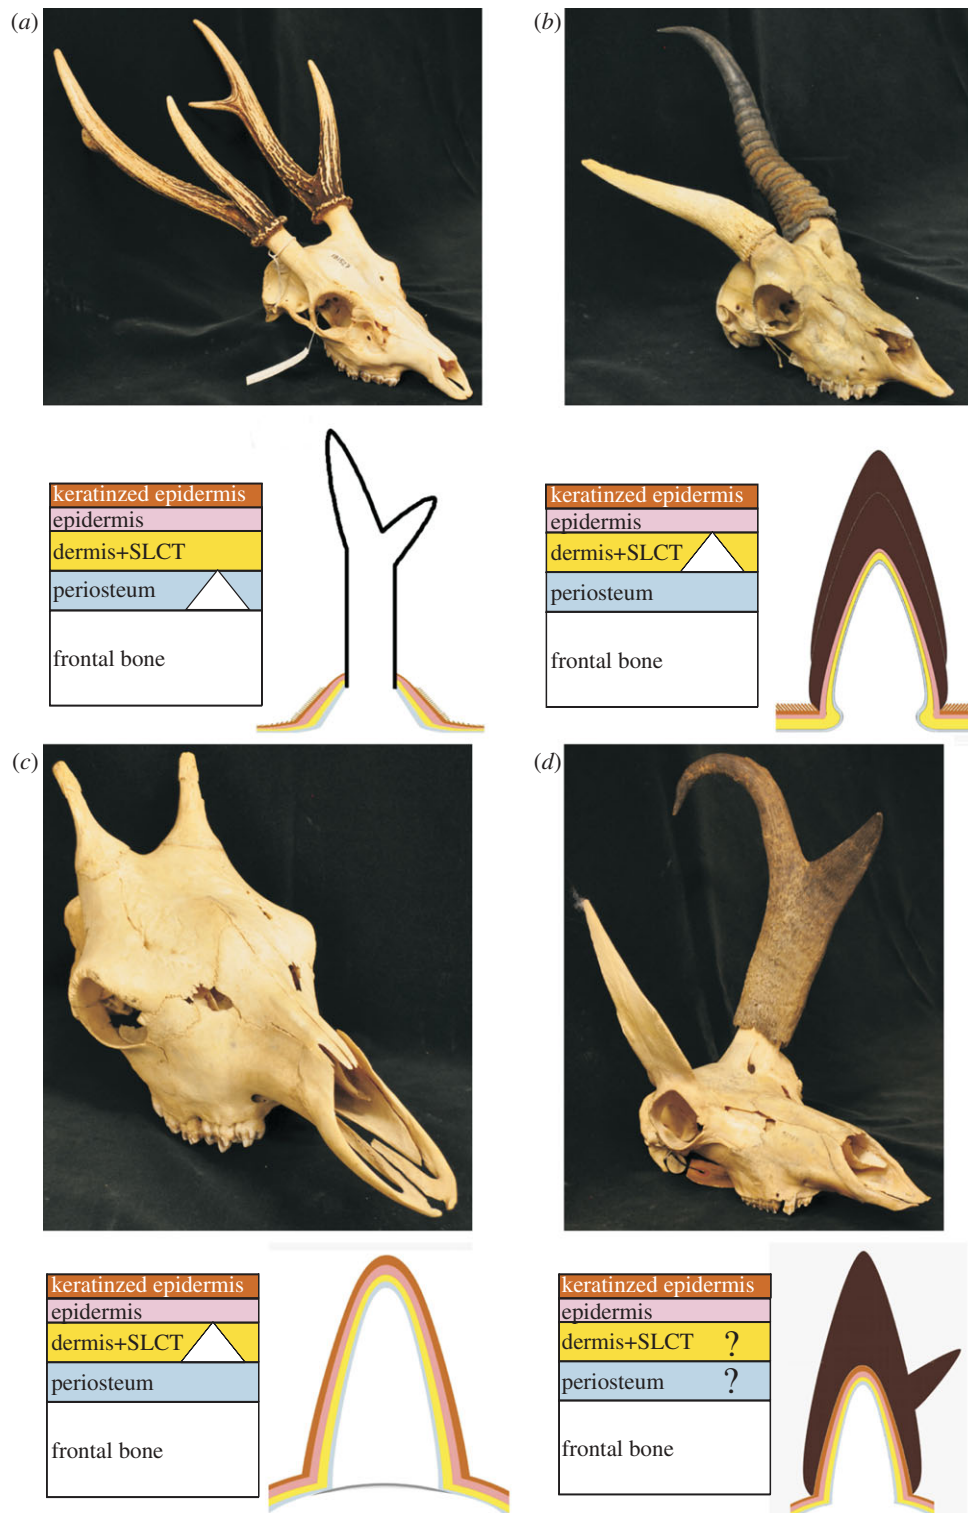 (a)
(b)
keratinzed epidermis
epidermis
dermis+SLCT
periosteum
frontal bone
keratinzed epidermis
epidermis
dermis+SLCT
periosteum
frontal bone
(c)
(d)
keratinzed epidermis
epidermis
dermis+SLCT
periosteum
frontal bone
keratinzed epidermis
epidermis
dermis+SLCT ?
periosteum ?
frontal bone